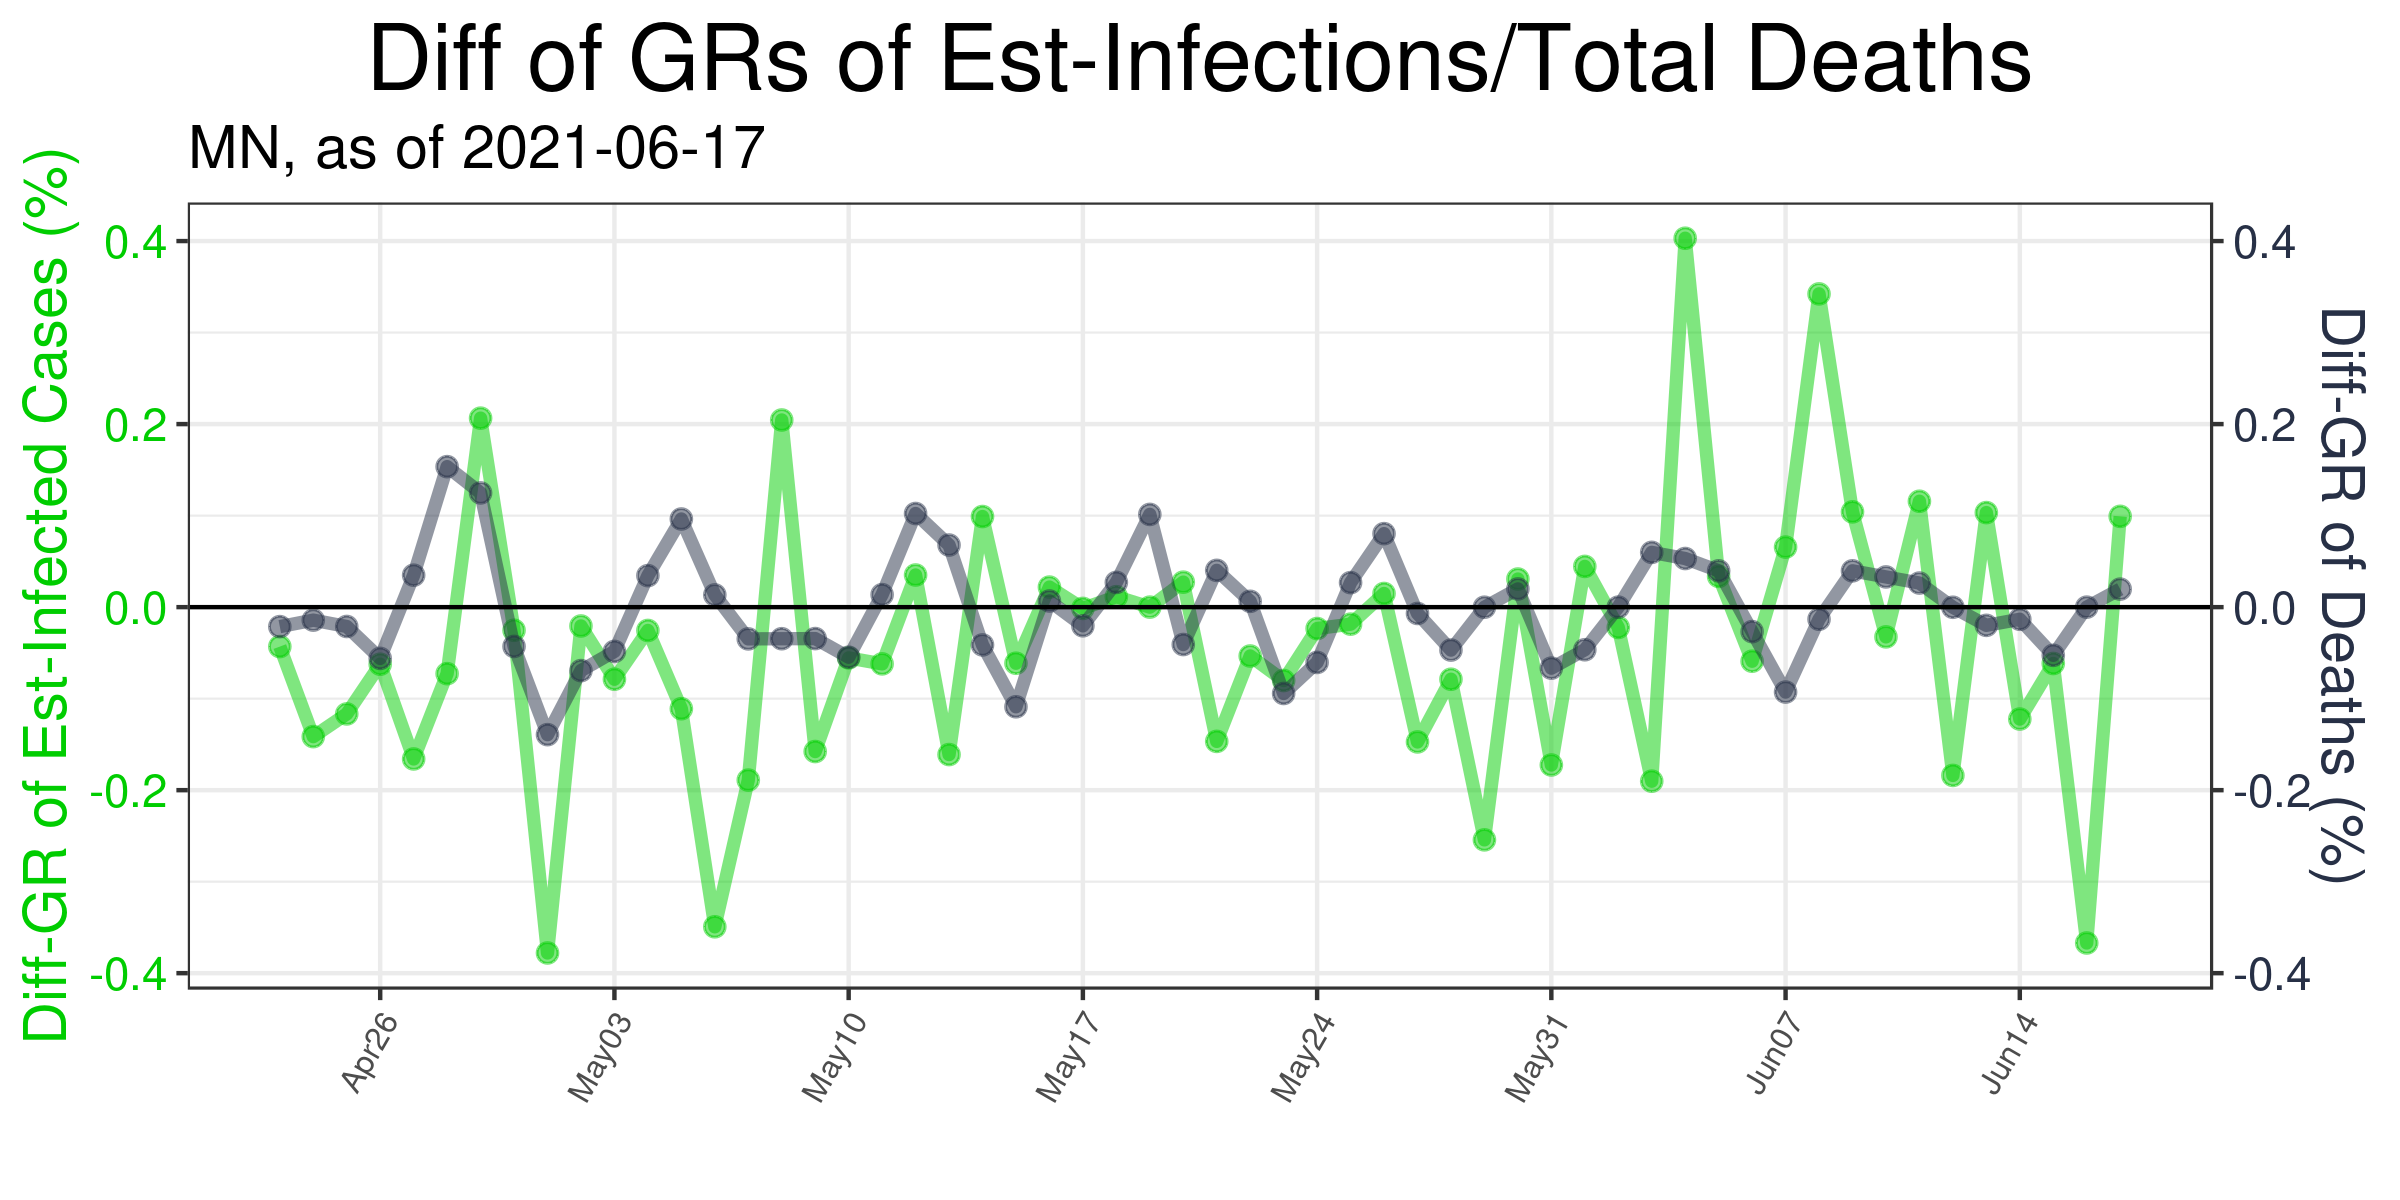 Diff of GRs of Est-Infections/Total Deaths
MN, as of 2021-06-17
Diff-GR of Est-Infected Cases (%)
0.4
0.2
0.0
-0.2
-0.4
0.4
0.2
0.0
-0.2
-0.4
Diff-GR of Deaths (%)
Apr26
May03
May10
May17
May24
May31
Jun07
Jun14